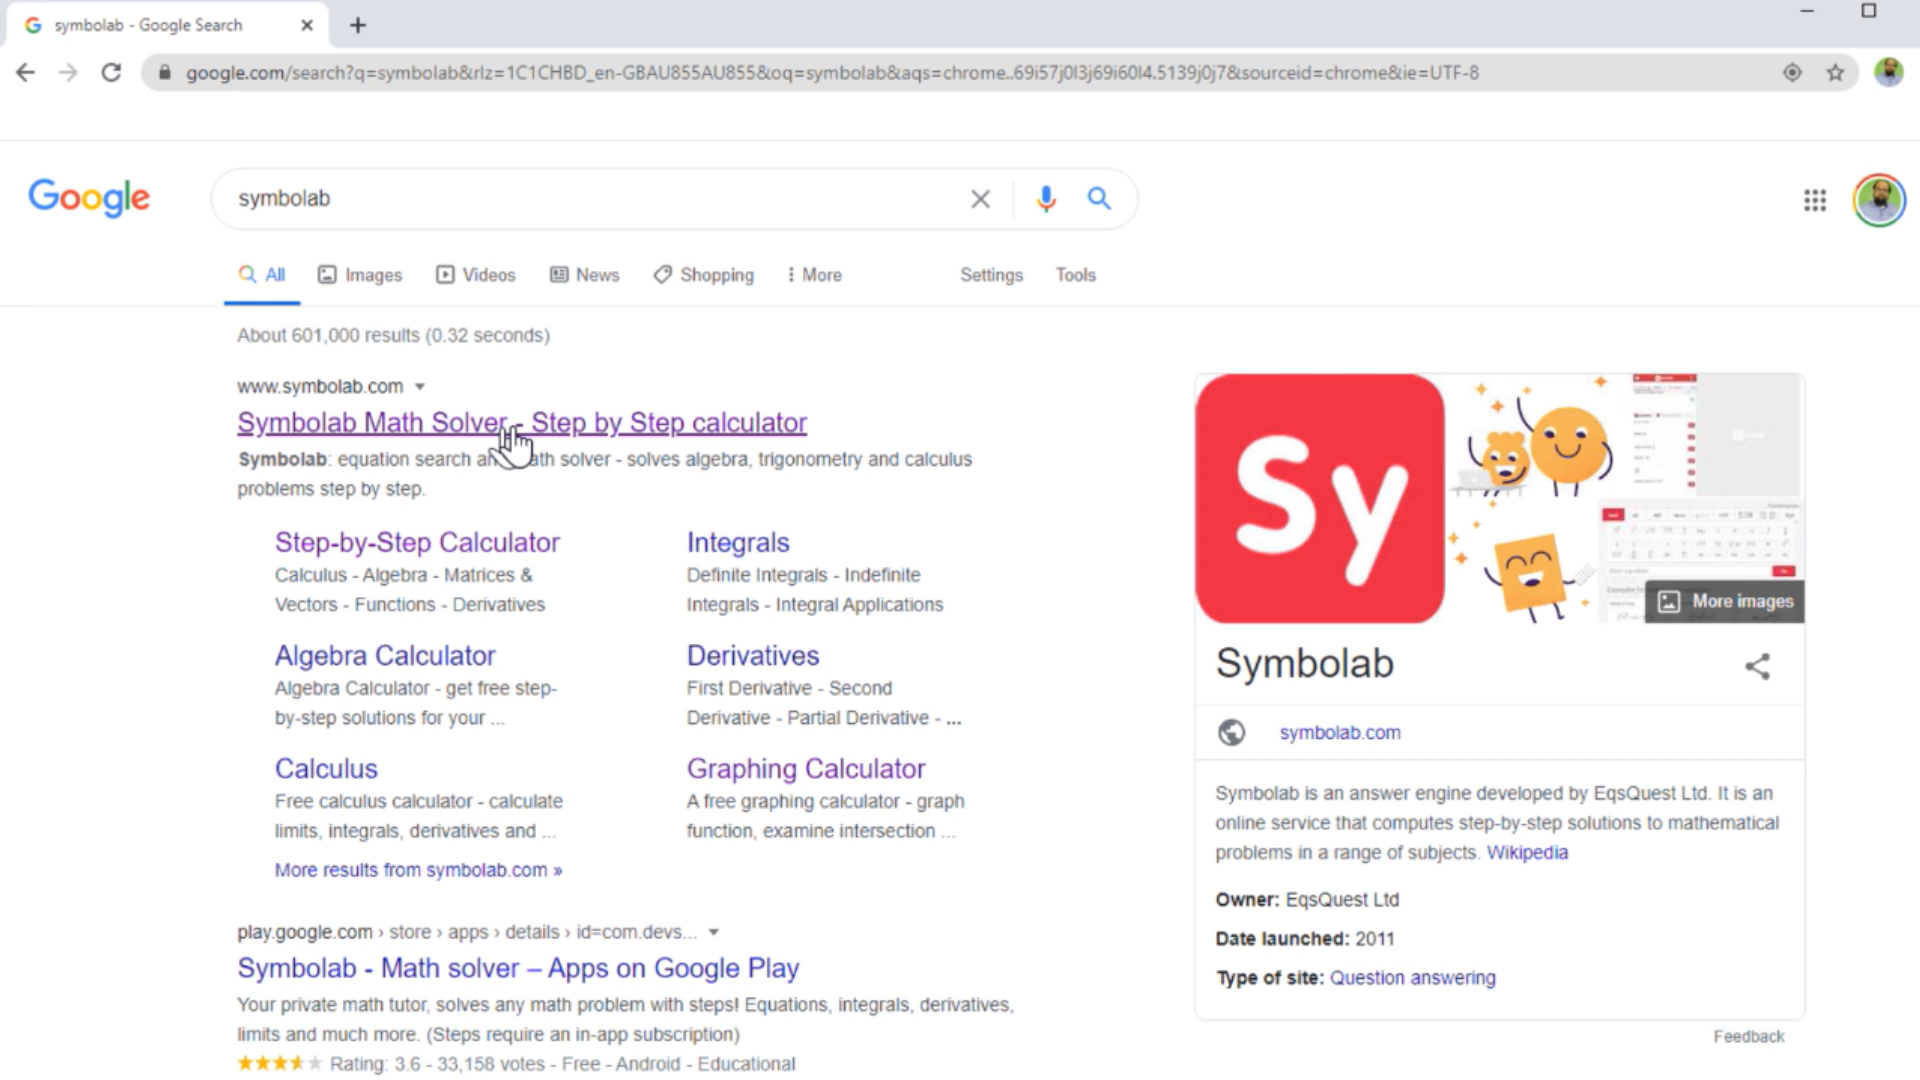 symbolab - Google Search
google.com/search?q=symbolab&rlz=1C1CHBD_en-GBAU855AU855&oq=symbolab&aqs=chrome..69i57j0l3j69i60l4.5139j0j7&sourceid=chrome&ie=UTF-8
Google
symbolab
All
Images
Videos
News
Shopping
More
Settings
Tools
About 601,000 results (0.32 seconds)
www.symbolab.com
Symbolab Math Solver - Step by Step calculator
Symbolab: equation search an math solver - solves algebra, trigonometry and calculus
problems step by step.
Step-by-Step Calculator
Calculus - Algebra - Matrices &
Vectors - Functions - Derivatives
Integrals
Definite Integrals - Indefinite
Integrals - Integral Applications
Algebra Calculator
Algebra Calculator - get free step-
by-step solutions for your ...
Derivatives
First Derivative - Second
Derivative - Partial Derivative - ...
Calculus
Free calculus calculator - calculate
limits, integrals, derivatives and ...
Graphing Calculator
A free graphing calculator - graph
function, examine intersection ...
More results from symbolab.com »
play.google.com › store › apps › details › id=com.devs...
Symbolab - Math solver – Apps on Google Play
Your private math tutor, solves any math problem with steps! Equations, integrals, derivatives,
limits and much more. (Steps require an in-app subscription)
Rating: 3.6 - 33,158 votes - Free - Android - Educational
Sy
More images
Symbolab
symbolab.com
Symbolab is an answer engine developed by EqsQuest Ltd. It is an
online service that computes step-by-step solutions to mathematical
problems in a range of subjects. Wikipedia
Owner: EqsQuest Ltd
Date launched: 2011
Type of site: Question answering
Feedback